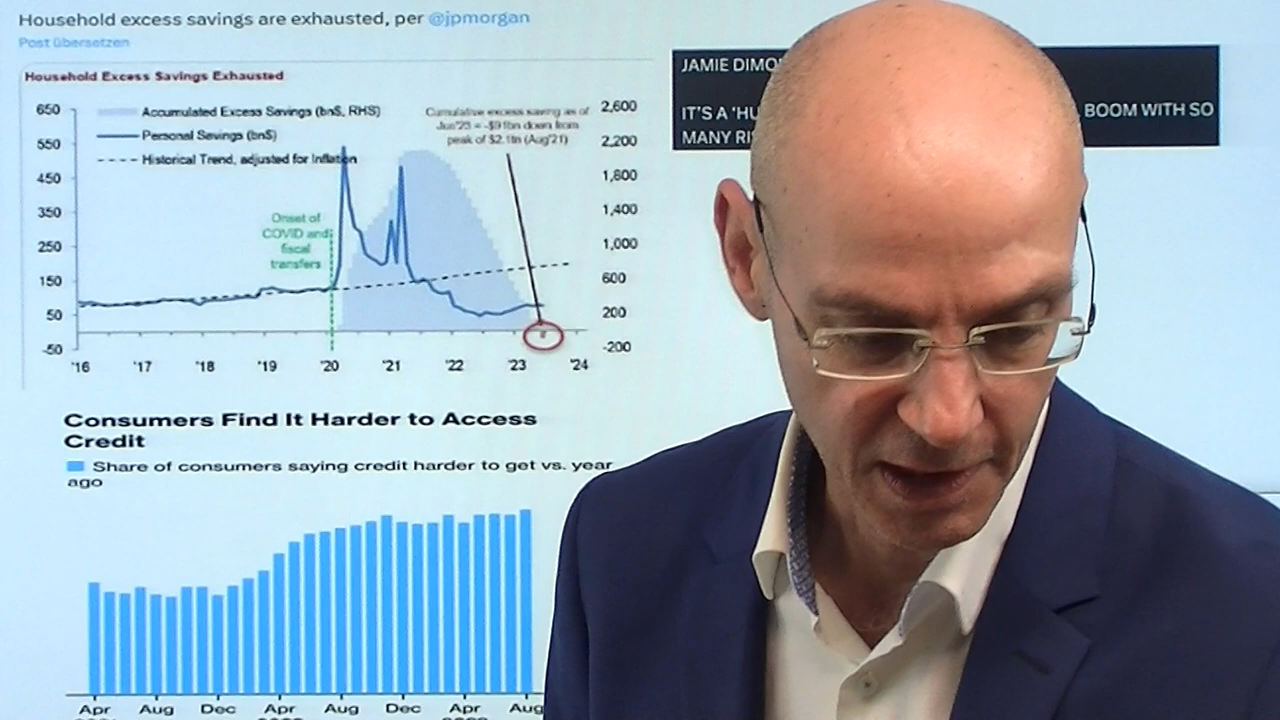 Household excess savings are exhausted, per @jpmorgan
Post übersetzen
Household Excess Savings Exhausted
650
550
450
350
250
150
50
-50
Accumulated Excess Savings (bn$, RHS)
Personal Savings (bn$)
Historical Trend, adjusted for Inflation
Cumulative excess saving as of
peak of $2.1tn (Aug'21)
Onset of
COVID and
fiscal
transfers
2,600
2,200
1,800
1,400
1,000
600
200
-200
'16 '17 '18 '19 '20 '21 '22 '23 '24
Consumers Find It Harder to Access
Credit
Share of consumers saying credit harder to get vs. year
ago
Apr Aug Dec Apr Aug Dec Apr Aug
JAMIE
IT'S A BOOM WITH SO
MANY